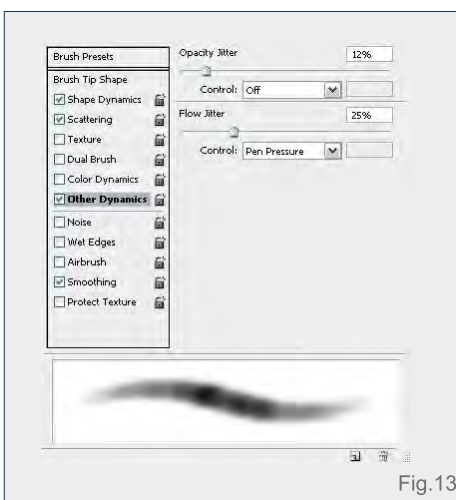 Brush Presets
Brush Tip Shape
Shape Dynamics
Scattering
Texture
Dual Brush
Color Dynamics
Other Dynamics
Noise
Wet Edges
Airbrush
Smoothing
Protect Texture
Opacity Jitter 12%
Control: Off
Flow Jitter 25%
Control: Pen Pressure
Fig.13